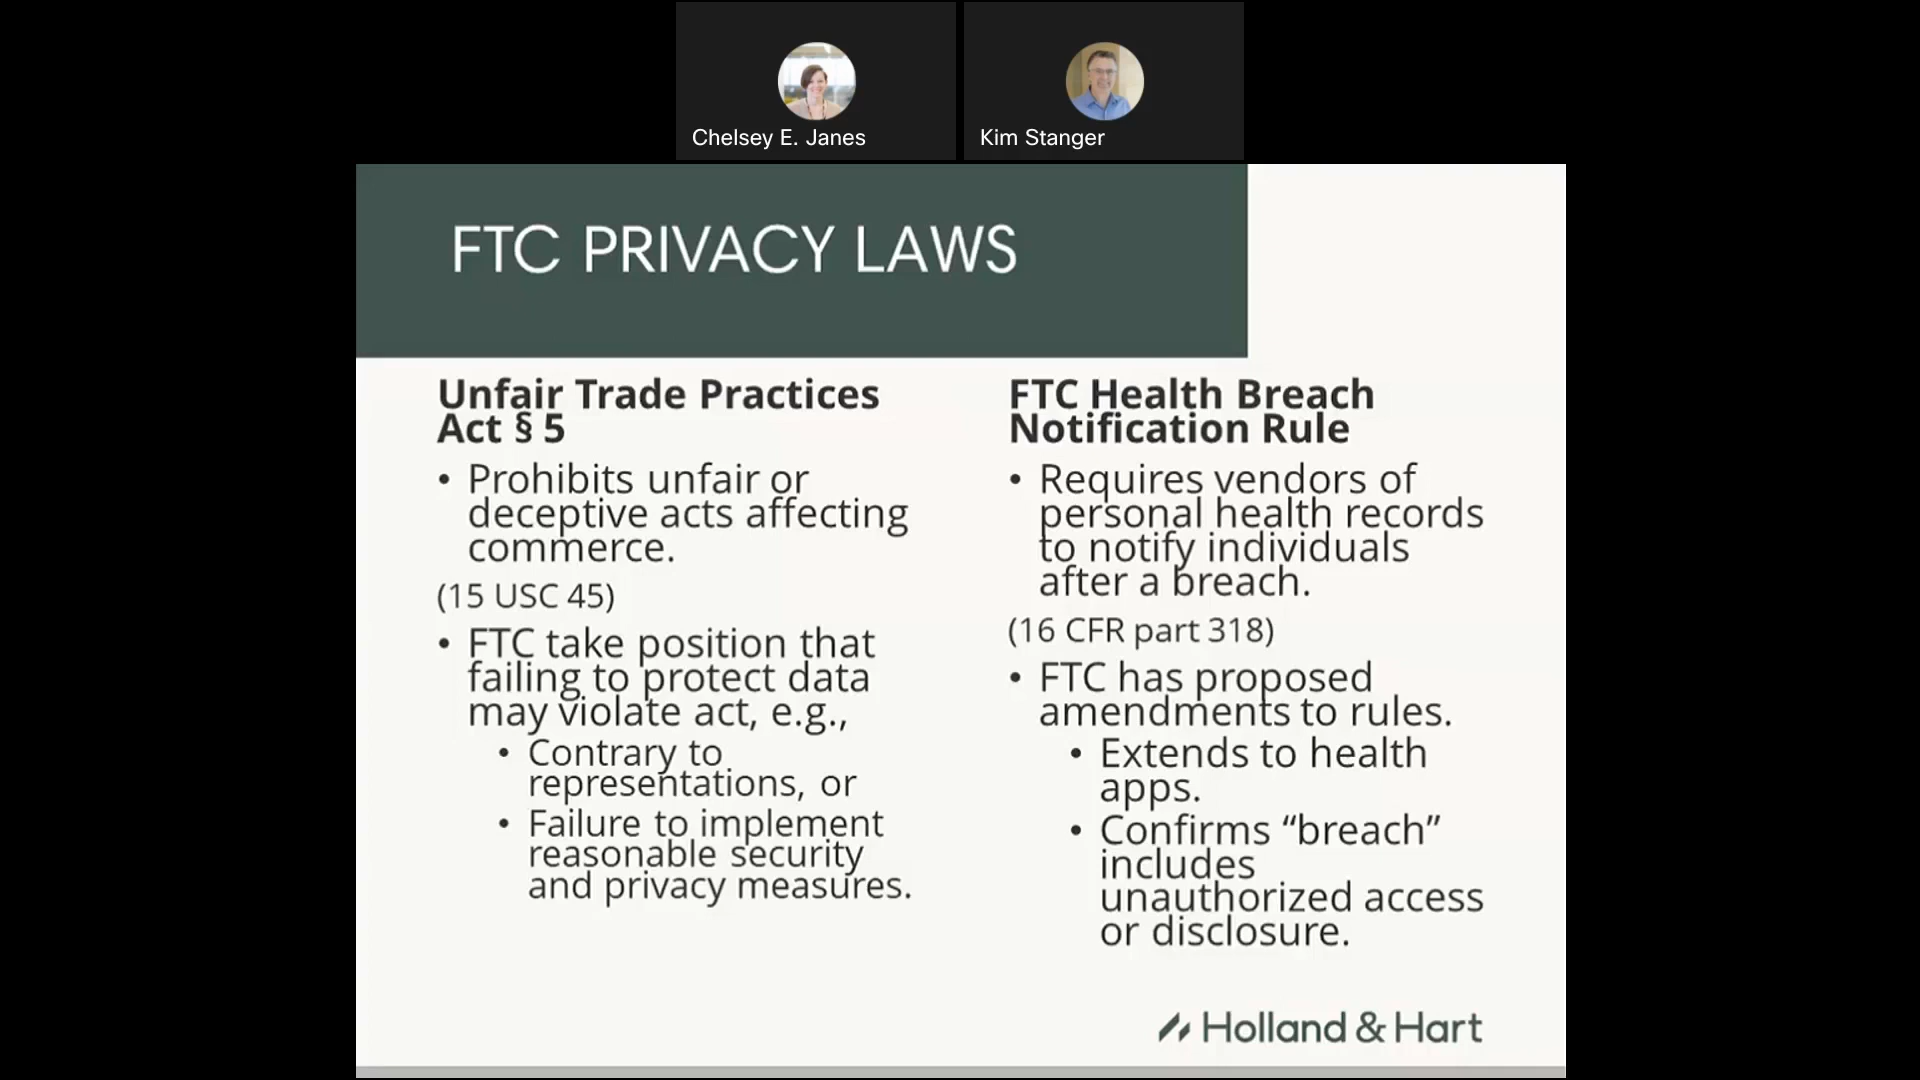 Chelsey E. Janes
Kim Stanger
FTC PRIVACY LAWS
Unfair Trade Practices
Act § 5
• Prohibits unfair or
deceptive acts affecting
commerce.
(15 USC 45)
• FTC take position that
failing to protect data
may violate act, e.g.,
• Contrary to
representations, or
• Failure to implement
reasonable security
and privacy measures.
FTC Health Breach
Notification Rule
• Requires vendors of
personal health records
to notify individuals
after a breach.
(16 CFR part 318)
• FTC has proposed
amendments to rules.
• Extends to health
apps.
• Confirms “breach”
includes
unauthorized access
or disclosure.
Holland & Hart